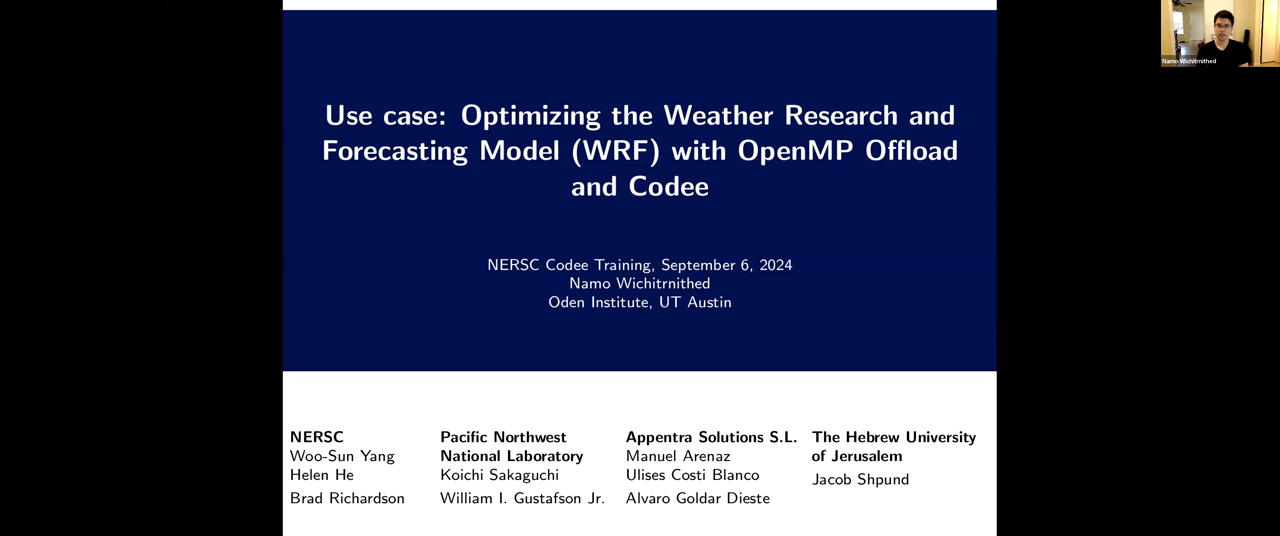 Use case: Optimizing the Weather Research and
Forecasting Model (WRF) with OpenMP Offload
and Codee
NERSC Codee Training, September 6, 2024
Namo Wichitrnithed
Oden Institute, UT Austin
NERSC
Woo-Sun Yang
Helen He
Brad Richardson
Pacific Northwest
National Laboratory
Koichi Sakaguchi
William I. Gustafson Jr.
Appentra Solutions S.L.
Manuel Arenaz
Ulises Costi Blanco
Alvaro Goldar Dieste
The Hebrew University
of Jerusalem
Jacob Shpund
Namo Wichitrnithed